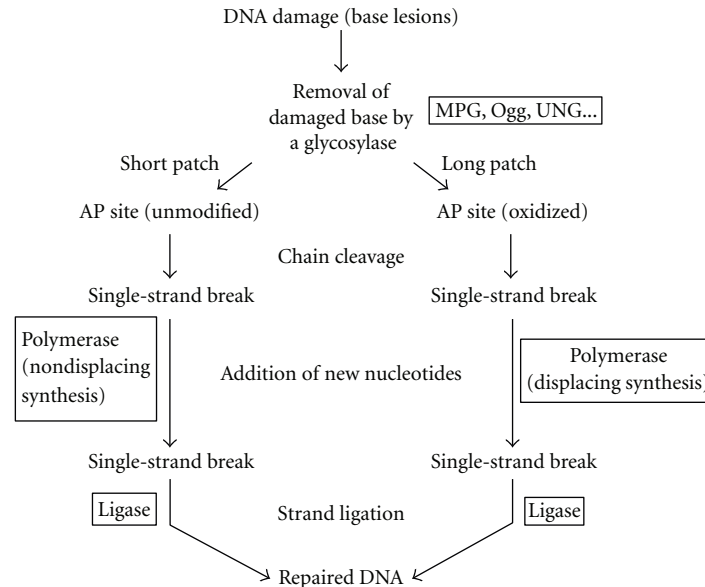 DNA damage (base lesions)
Removal of
damaged base by
a glycosylase
MPG, Ogg, UNG...
Short patch
Long patch
AP site (unmodified)
AP site (oxidized)
Chain cleavage
Single-strand break
Single-strand break
Polymerase
(nondisplacing
synthesis)
Addition of new nucleotides
Polymerase
(displacing synthesis)
Single-strand break
Single-strand break
Ligase
Strand ligation
Ligase
Repaired DNA